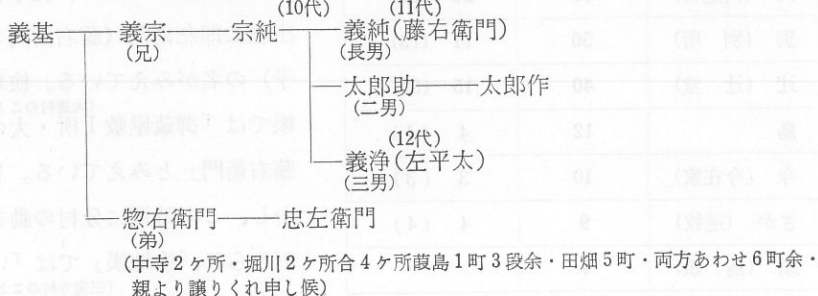 (10代) (11代)
義基 義宗 宗純 義純(藤右衛門)
(兄) (長男)
太郎助 太郎作
(二男)
(12代)
義浄(左平太)
(三男)
惣右衛門 忠左衛門
(弟)
(中寺2ヶ所・堀川2ヶ所合4ヶ所葭島1町3段余・田畑5町・両方あわせ6町余・
親より譲りくれ申し候)